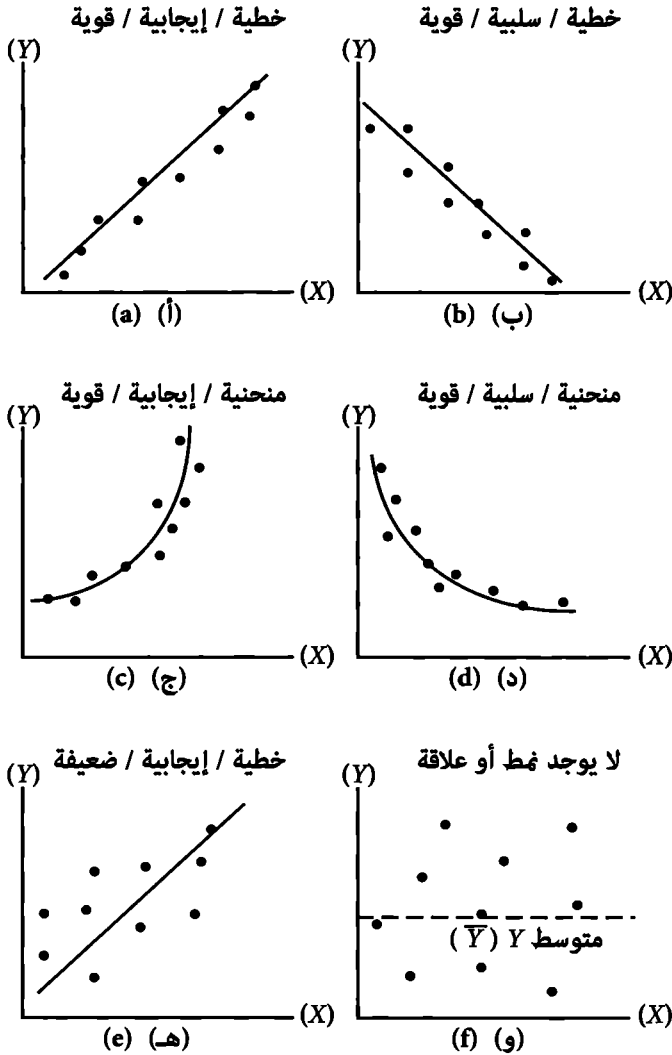 خطية / إيجابية / قوية
(Y)
(X)
(a) (أ)
خطية / سلبية / قوية
(Y)
(X)
(b) (ب)
منحنية / إيجابية / قوية
(Y)
(X)
(c) (ج)
منحنية / سلبية / قوية
(Y)
(X)
(d) (د)
خطية / إيجابية / ضعيفة
(Y)
(X)
(e) (هـ)
لا يوجد نمط أو علاقة
(Y)
متوسط Y (Y̅)
(X)
(f) (و)